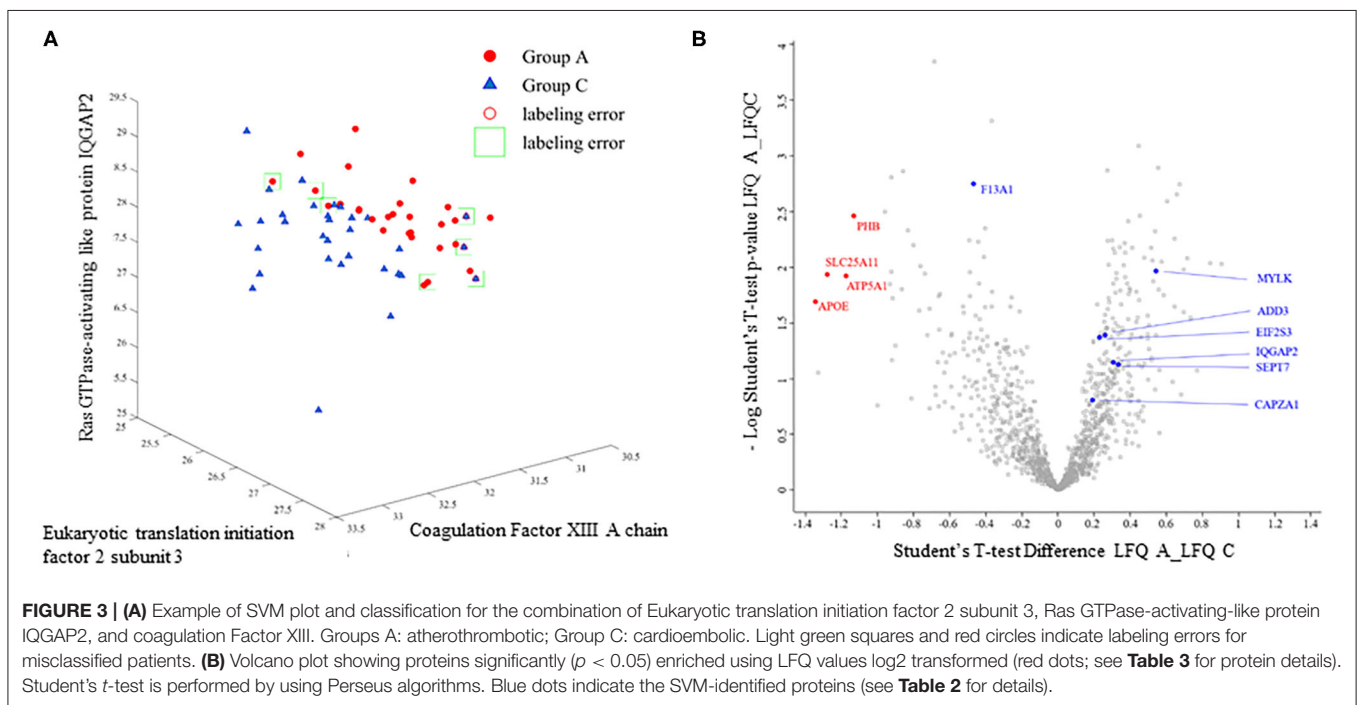 A
Group A
Group C
labeling error
labeling error
Ras GTPase-activating like protein IQGAP2
29.5
29
28.5
28
27.5
27
26.5
26
25.5
25
25
25.5
26
26.5
27
27.5
28
33.5
33
32.5
32
31.5
31
30.5
Eukaryotic translation initiation
factor 2 subunit 3
Coagulation Factor XIII A chain
B
- Log Student's T-test p-value LFQ A_LFQC
4
3.5
3
2.5
2
1.5
1
0.5
0
F13A1
PHB
SLC25A11
ATP5A1
APOE
MYLK
ADD3
EIF2S3
IQGAP2
SEPT7
CAPZA1
-1.4 -1.2 -1 -0.8 -0.6 -0.4 -0.2 0 0.2 0.4 0.6 0.8 1 1.2 1.4
Student's T-test Difference LFQ A_LFQ C
FIGURE 3 | (A) Example of SVM plot and classification for the combination of Eukaryotic translation initiation factor 2 subunit 3, Ras GTPase-activating-like protein
IQGAP2, and coagulation Factor XIII. Groups A: atherothrombotic; Group C: cardioembolic. Light green squares and red circles indicate labeling errors for
misclassified patients. (B) Volcano plot showing proteins significantly (p < 0.05) enriched using LFQ values log2 transformed (red dots; see Table 3 for protein details).
Student's t-test is performed by using Perseus algorithms. Blue dots indicate the SVM-identified proteins (see Table 2 for details).